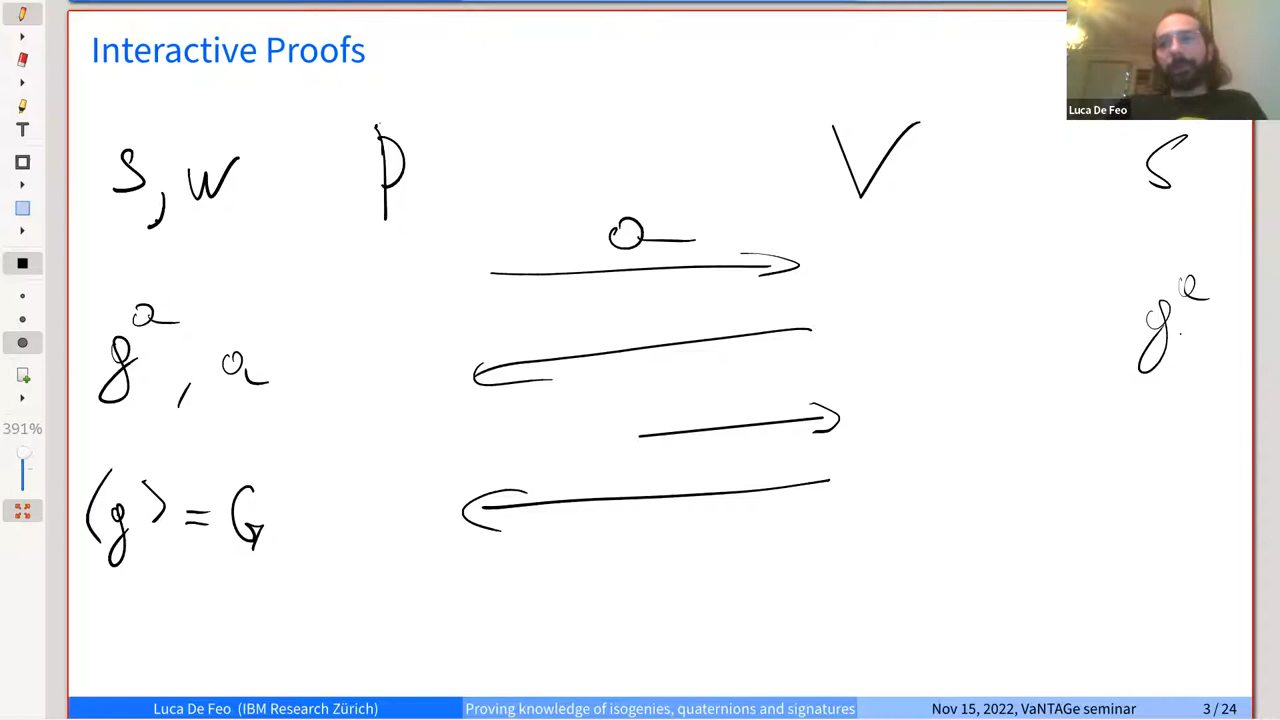 Interactive Proofs
Luca De Feo
s, w P V s
a
g^a, a g^a
⟨g⟩ = G
T
391%
Luca De Feo (IBM Research Zürich) Proving knowledge of isogenies, quaternions and signatures Nov 15, 2022, VaNTAGe seminar 3 / 24